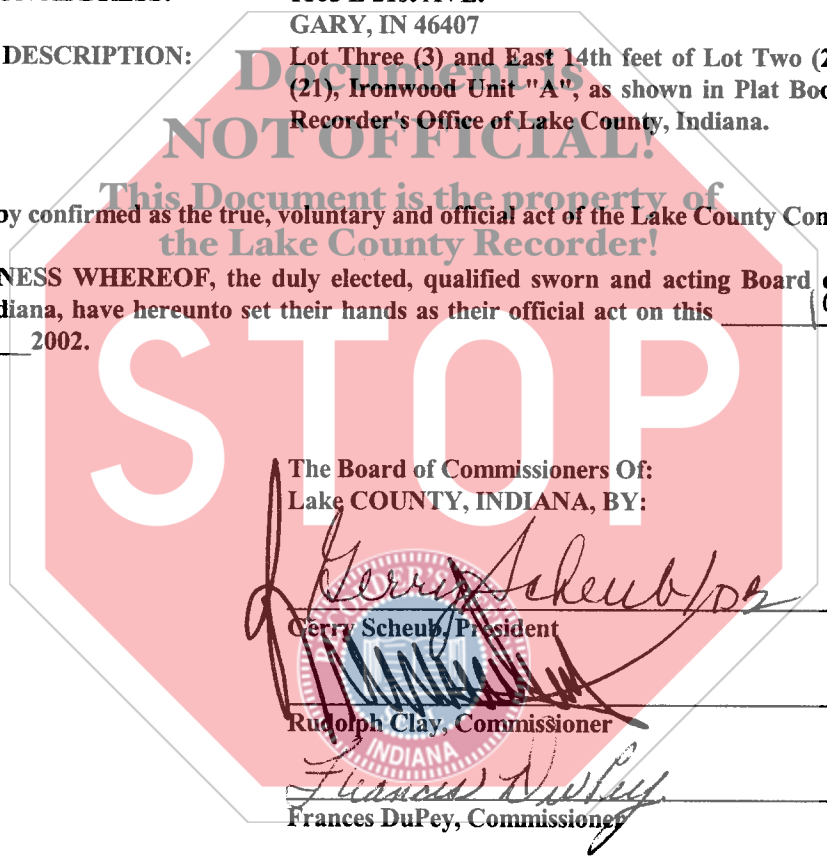 GARY, IN 46407
DESCRIPTION: Lot Three (3) and East 14th feet of Lot Two (2
(21), Ironwood Unit "A", as shown in Plat Boo
Recorder's Office of Lake County, Indiana.
Document is
NOT OFFICIAL!
This Document is the property of
the Lake County Recorder!
by confirmed as the true, voluntary and official act of the Lake County Con
NESS WHEREOF, the duly elected, qualified sworn and acting Board
diana, have hereunto set their hands as their official act on this
2002.
STOP
The Board of Commissioners Of:
Lake COUNTY, INDIANA, BY:
Gerry Scheub/
Gerry Scheub, President
Rudolph Clay, Commissioner
INDIANA
Frances DuPey
Frances DuPey, Commissioner